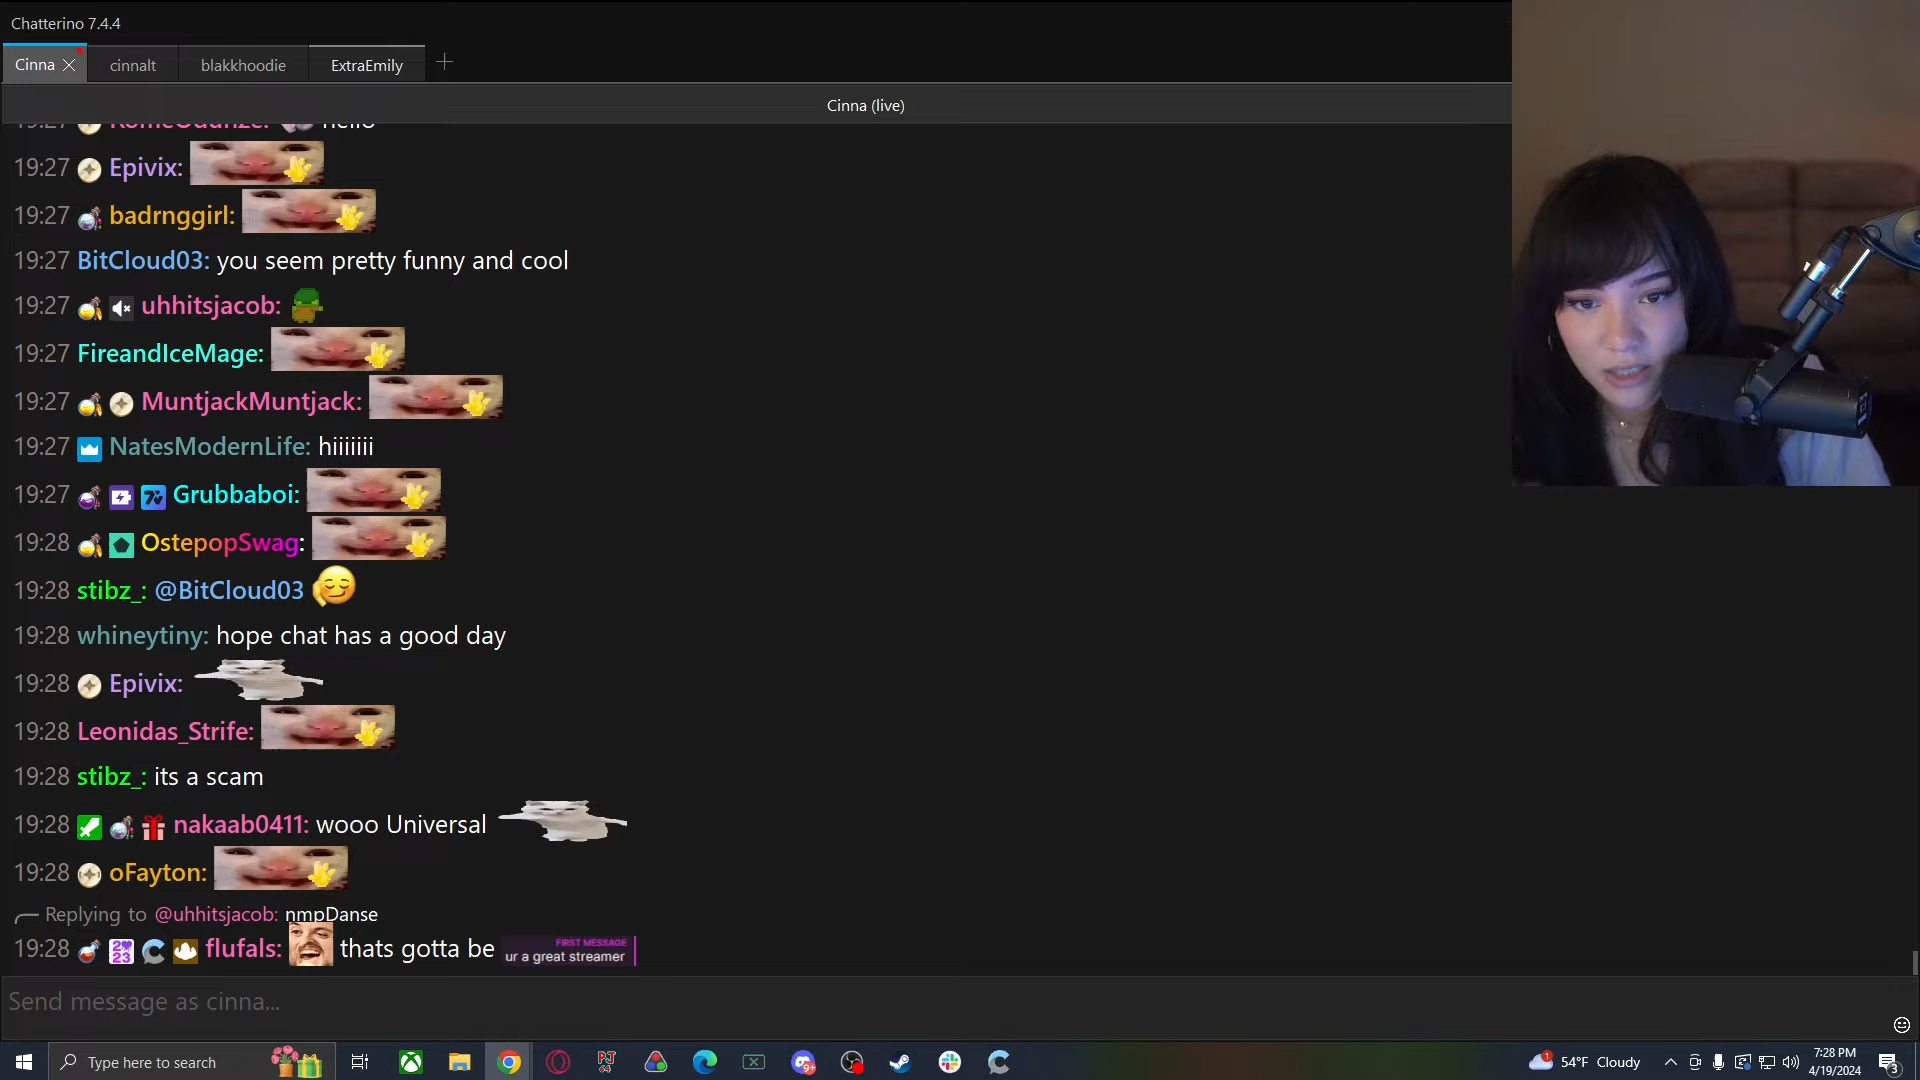 Chatterino 7.4.4
Cinna
cinnalt
blakkhoodie
ExtraEmily
Cinna (live)
19:27 RomeOdunze: hello
19:27 Epivix:
19:27 badrnggirl:
19:27 BitCloud03: you seem pretty funny and cool
19:27 uhhitsjacob:
19:27 FireandIceMage:
19:27 MuntjackMuntjack:
19:27 NatesModernLife: hiiiiiii
19:27 Grubbaboi:
19:28 OstepopSwag:
19:28 stibz_: @BitCloud03
19:28 whineytiny: hope chat has a good day
19:28 Epivix:
19:28 Leonidas_Strife:
19:28 stibz_: its a scam
19:28 nakaab0411: wooo Universal
19:28 oFayton:
Replying to @uhhitsjacob: nmpDanse
19:28 flufals: thats gotta be
FIRST MESSAGE
ur a great streamer
Send message as cinna...
Type here to search
54°F Cloudy
7:28 PM
4/19/2024